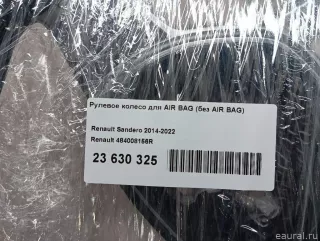 Рулевое колесо для AIR BAG (без AIR BAG)
Renault Sandero 2014-2022
Renault 484008156R
23 630 325
eaural.ru